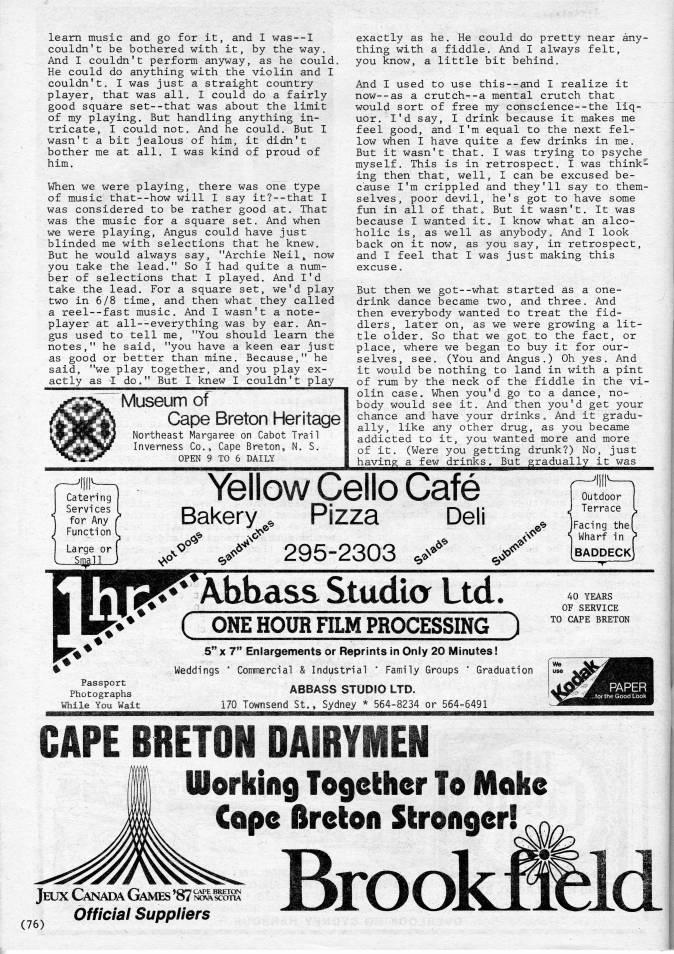 learn music and go for it, and I was--I
couldn't be bothered with it, by the way.
And I couldn't perform anyway, as he could.
He could do anything with the violin and I
couldn't. I was just a straight country
player, that was all. I could do a fairly
good square set--that was about the limit
of my playing. But handling anything in-
tricate, I could not. And he could. But I
wasn't a bit jealous of him, it didn't
bother me at all. I was kind of proud of
him.
When we were playing, there was one type
of music that--how will I say it?--that I
was considered to be rather good at. That
was the music for a square set. And when
we were playing, Angus could have just
blinded me with selections that he knew.
But he would always say, "Archie Neil, now
you take the lead." So I had quite a num-
ber of selections that I played. And I'd
take the lead. For a square set, we'd play
two in 6/8 time, and then what they called
a reel--fast music. And I wasn't a note-
player at all--everything was by ear. An-
gus used to tell me, "You should learn the
notes," he said, "you have a keen ear just
as good or better than mine. Because," he
said, "we play together, and you play ex-
actly as I do." But I knew I couldn't play
exactly as he. He could do pretty near any-
thing with a fiddle. And I always felt,
you know, a little bit behind.
And I used to use this--and I realize it
now--as a crutch--a mental crutch that
would sort of free my conscience--the liq-
uor. I'd say, I drink because it makes me
feel good, and I'm equal to the next fel-
low when I have quite a few drinks in me.
But it wasn't that. I was trying to psyche
myself. This is in retrospect. I was think-
ing then that, well, I can be excused be-
cause I'm crippled and they'll say to them-
selves, poor devil, he's got to have some
fun in all of that. But it wasn't. It was
because I wanted it. I know what an alco-
holic is, as well as anybody. And I look
back on it now, as you say, in retrospect,
and I feel that I was just making this
excuse.
But then we got--what started as a one-
drink dance became two, and three. And
then everybody wanted to treat the fid-
dlers, later on, as we were growing a lit-
tle older. So that we got to the fact, or
place, where we began to buy it for our-
selves, see. (You and Angus.) Oh yes. And
it would be nothing to land in with a pint
of rum by the neck of the fiddle in the vi-
olin case. When you'd go to a dance, no-
body would see it. And then you'd get your
chance and have your drinks. And it gradu-
ally, like any other drug, as you became
addicted to it, you wanted more and more
of it. (Were you getting drunk?) No, just
having a few drinks. But gradually it was
Museum of
Cape Breton Heritage
Northeast Margaree on Cabot Trail
Inverness Co., Cape Breton, N. S.
OPEN 9 TO 6 DAILY
Catering
Services
for Any
Function
Large or
Small
Yellow Cello Café
Bakery Pizza Deli
Hot Dogs Sandwiches 295-2303 Salads Submarines
Outdoor
Terrace
Facing the
Wharf in
BADDECK
1hr
Abbass Studio Ltd.
ONE HOUR FILM PROCESSING
5" x 7" Enlargements or Reprints in Only 20 Minutes!
Weddings · Commercial & Industrial · Family Groups · Graduation
ABBASS STUDIO LTD.
170 Townsend St., Sydney * 564-8234 or 564-6491
Passport
Photographs
While You Wait
40 YEARS
OF SERVICE
TO CAPE BRETON
We
use
Kodak
PAPER
...for the Good Look
CAPE BRETON DAIRYMEN
Working Together To Make
Cape Breton Stronger!
JEUX CANADA GAMES '87 CAPE BRETON
NOVA SCOTIA
Official Suppliers
Brookfield
(76)